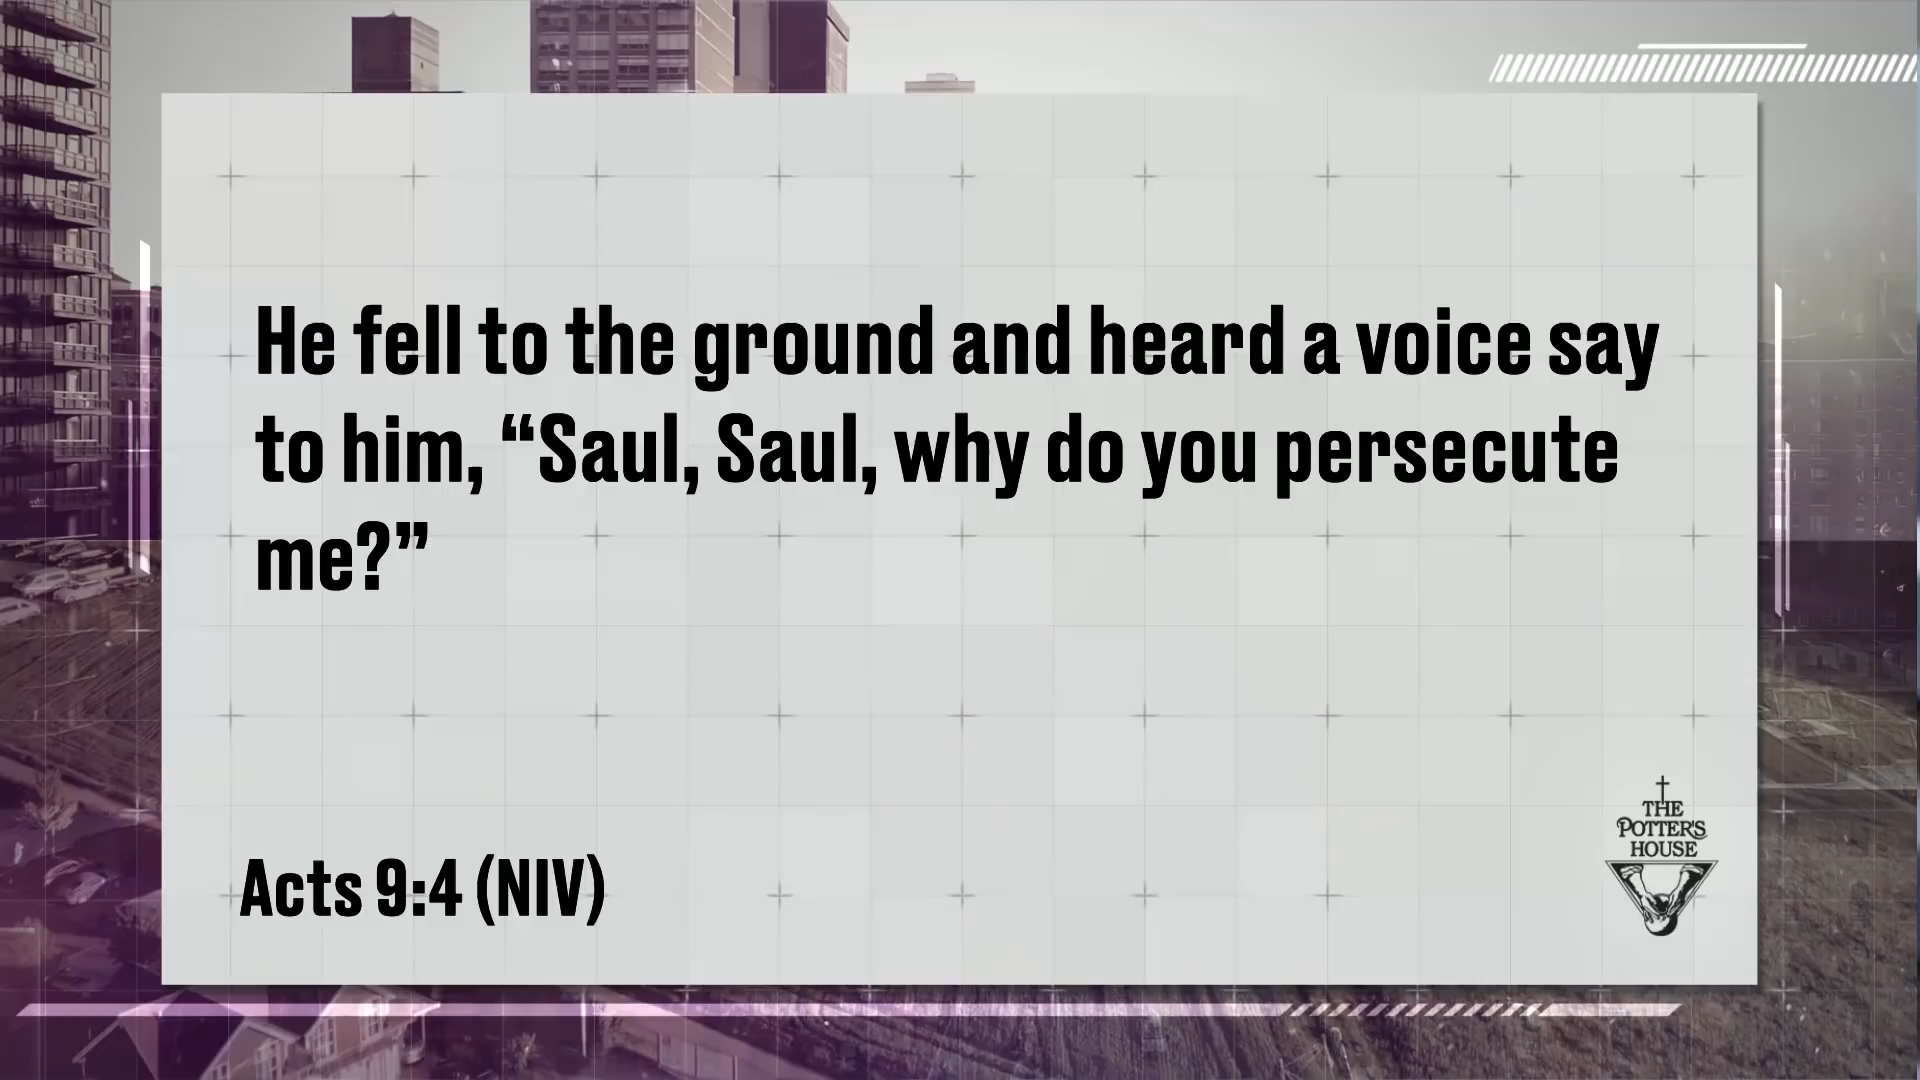 He fell to the ground and heard a voice say
to him, “Saul, Saul, why do you persecute
me?”
Acts 9:4 (NIV)
THE
POTTER'S
HOUSE